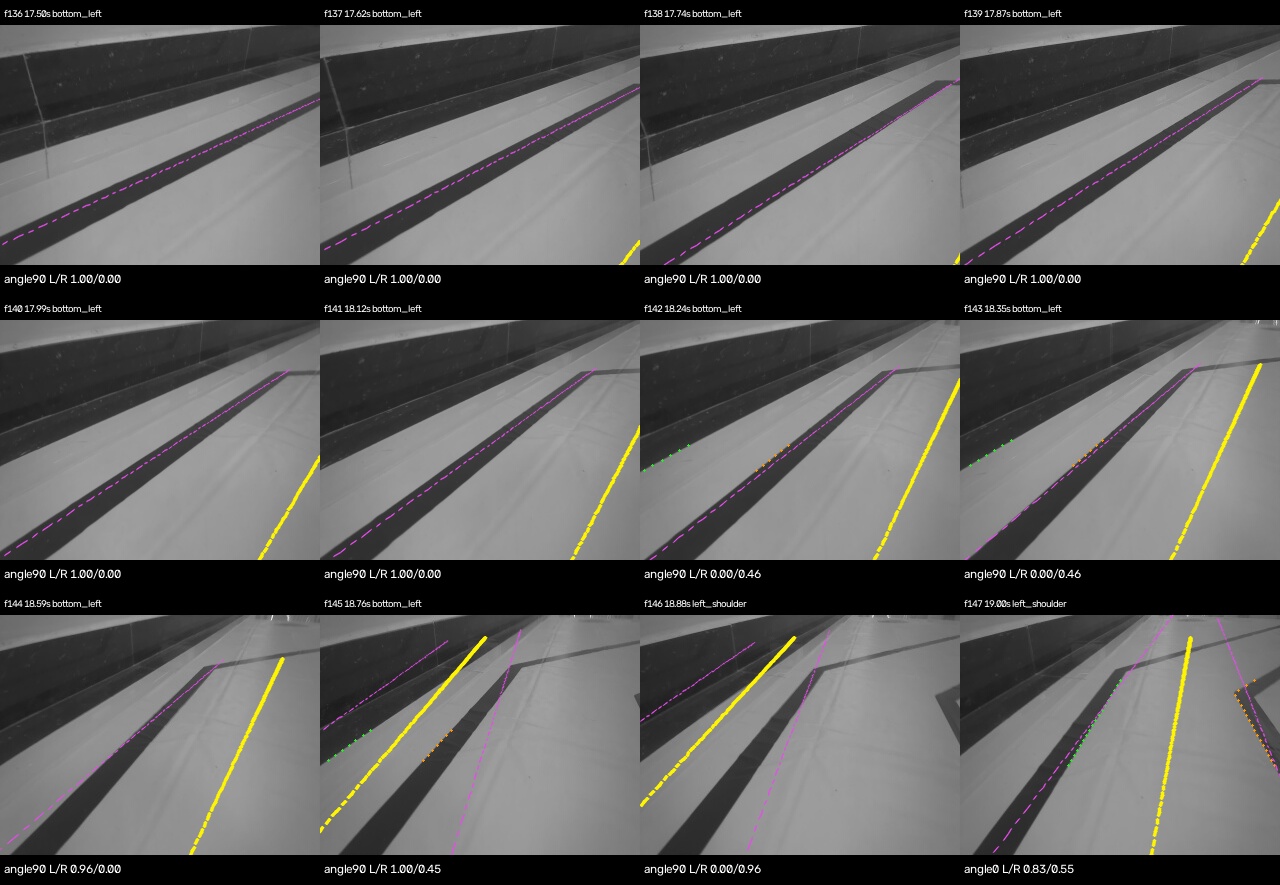 f136 17.50s bottom_left
f137 17.62s bottom_left
f138 17.74s bottom_left
f139 17.87s bottom_left
angle90 L/R 1.00/0.00
angle90 L/R 1.00/0.00
angle90 L/R 1.00/0.00
angle90 L/R 1.00/0.00
f140 17.99s bottom_left
f141 18.12s bottom_left
f142 18.24s bottom_left
f143 18.35s bottom_left
angle90 L/R 1.00/0.00
angle90 L/R 1.00/0.00
angle90 L/R 0.00/0.46
angle90 L/R 0.00/0.46
f144 18.59s bottom_left
f145 18.76s bottom_left
f146 18.88s left_shoulder
f147 19.00s left_shoulder
angle90 L/R 0.96/0.00
angle90 L/R 1.00/0.45
angle90 L/R 0.00/0.96
angle0 L/R 0.83/0.55